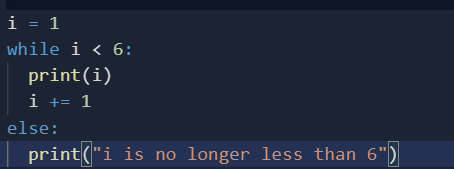 i = 1
while i < 6:
  print(i)
  i += 1
else:
  print("i is no longer less than 6")